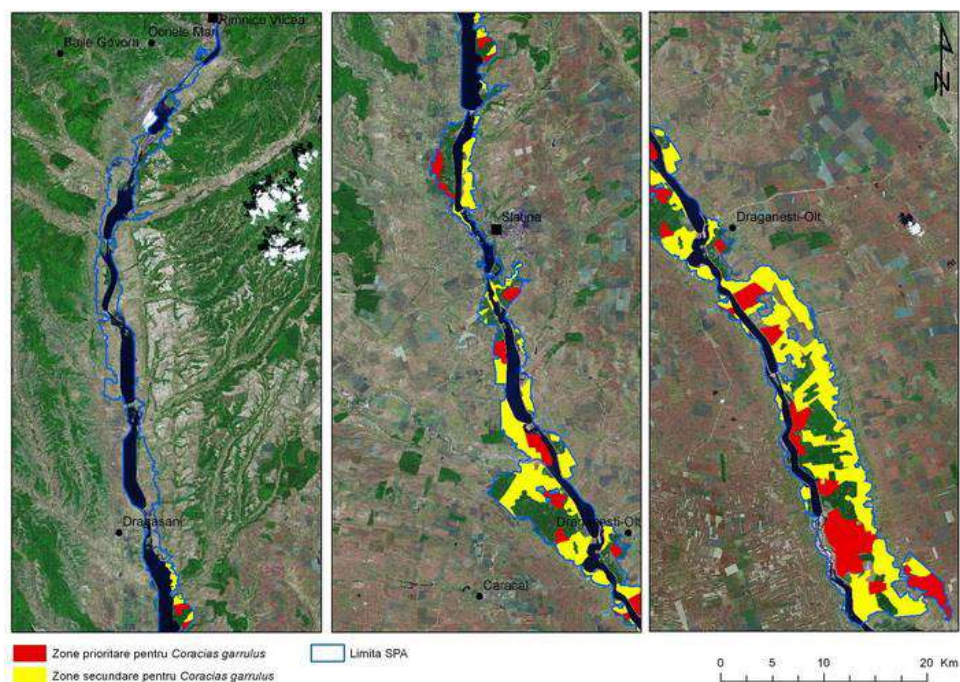 Rimnicu Vilcea
Ocnele Mari
Baile Govora
Dragasani
Slatina
Draganesti-Olt
Caracal
Draganesti-Olt
N
Zone prioritare pentru Coracias garrulus
Limita SPA
Zone secundare pentru Coracias garrulus
0 5 10 20 Km